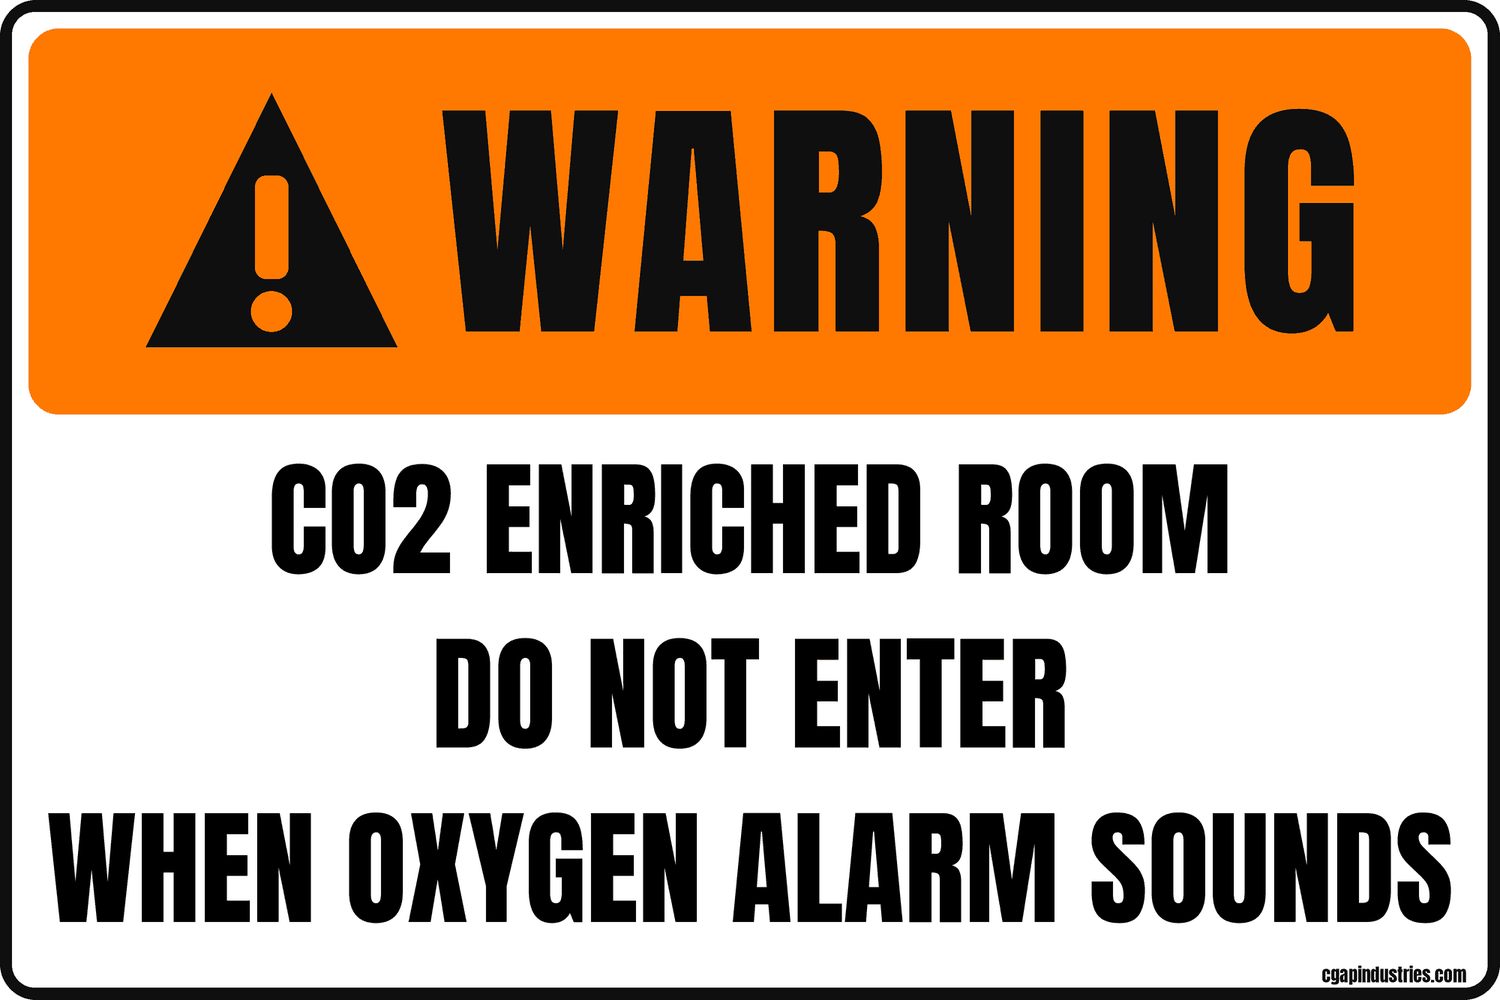 WARNING
CO2 ENRICHED ROOM
DO NOT ENTER
WHEN OXYGEN ALARM SOUNDS
cgapindustries.com